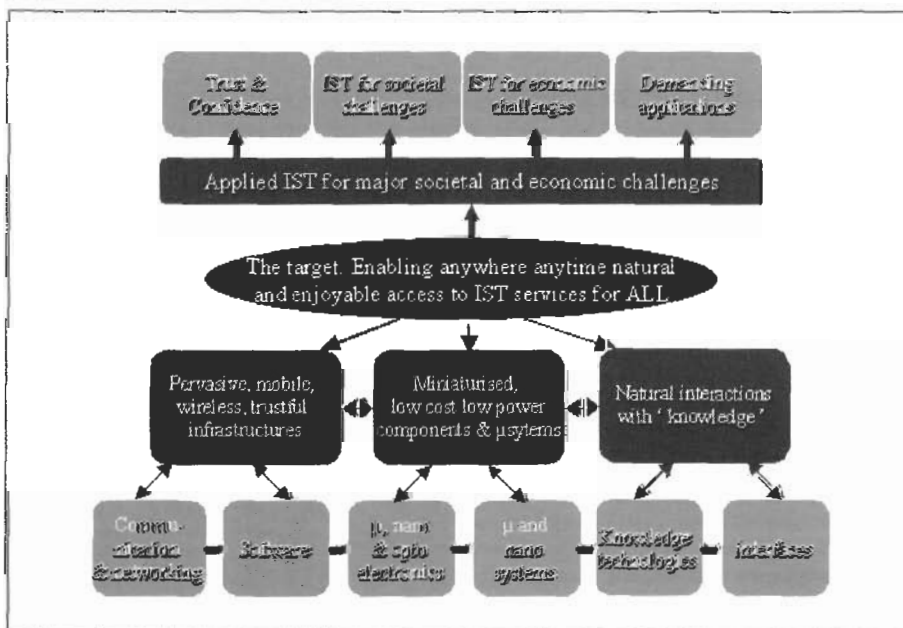 Trust &
Confidence
IST for societal
challenges
IST for economic
challenges
Demanding
applications
Applied IST for major societal and economic challenges
The target. Enabling anywhere anytime natural
and enjoyable access to IST services for ALL
Pervasive, mobile,
wireless, trustful
infrastructures
Miniaturised,
low cost low power
components & µsytems
Natural interactions
with ‘ knowledge ’
Commu-
nication
& networking
Software
µ, nano
& opto
electronics
µ and
nano
systems
Knowledge
technologies
interfaces